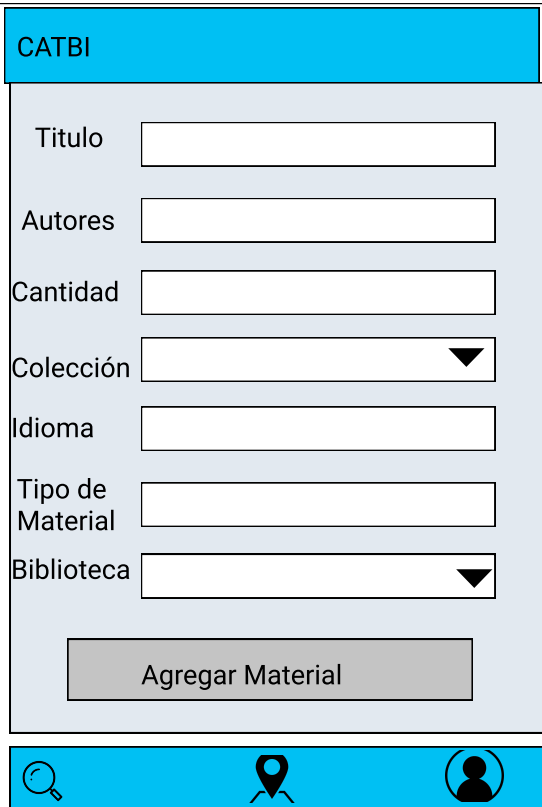 CATBI
Titulo
Autores
Cantidad
Colección
Idioma
Tipo de
Material
Biblioteca
Agregar Material